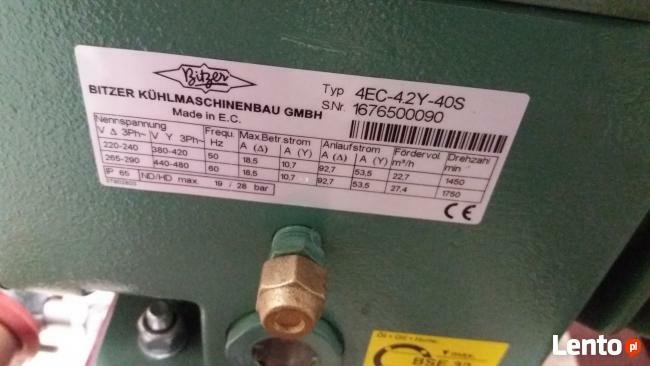 Bitzer
BITZER KÜHLMASCHINENBAU GMBH
Made in E.C.
Typ 4EC-4.2Y-40S
S.Nr. 1676500090
Nennspannung Frequ. Max.Betr.strom Anlaufstrom Fördervol. Drehzahl
V Δ 3Ph~ V Y 3Ph~ Hz A (Δ) A (Y) A (Δ) A (Y) m³/h min
220-240 380-420 50 18,5 10,7 92,7 53,5 22,7 1450
265-290 440-480 60 18,5 10,7 92,7 53,5 27,4 1750
IP 65 ND/HD max. 19 / 28 bar
CE
max.
BSE 32
Lento.pl